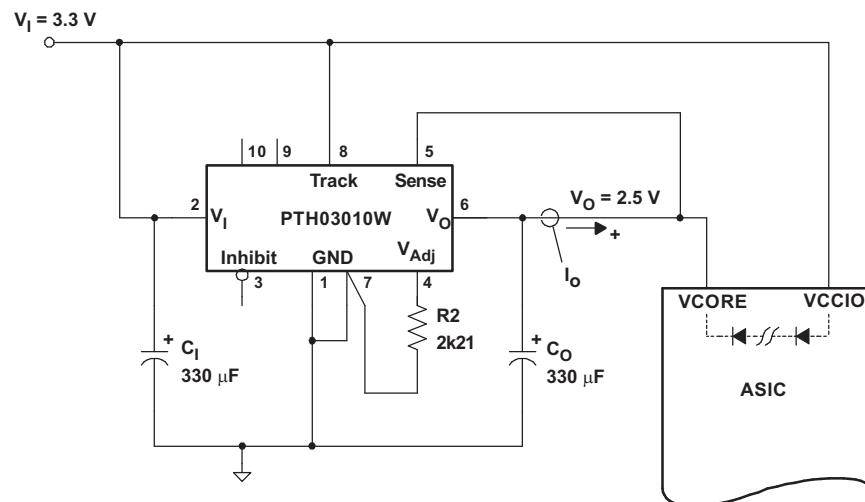 V_I = 3.3 V
10 9 8 5
Track Sense
2 V_I PTH03010W V_O 6
V_O = 2.5 V
+
I_o
Inhibit GND V_Adj
3 1 7 4
R2
2k21
VCORE VCCIO
+ C_I
330 μF
+ C_O
330 μF
ASIC